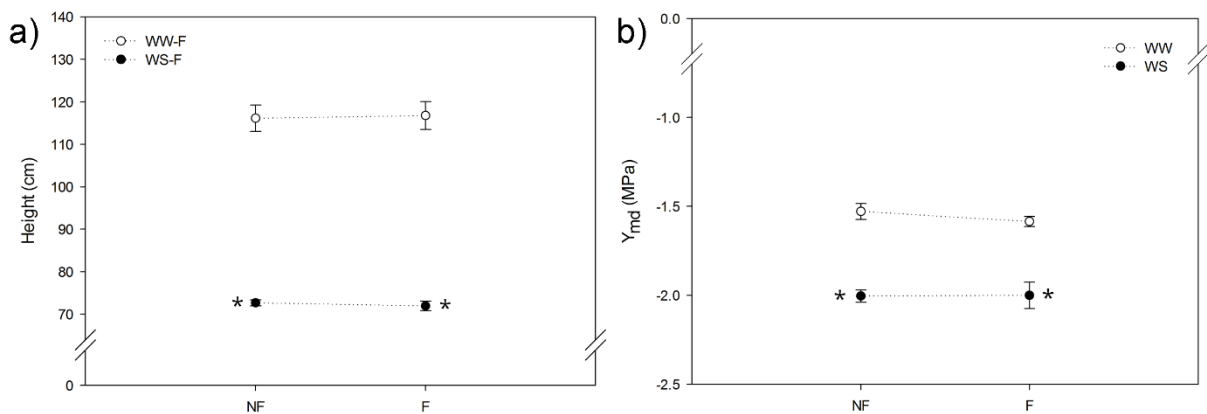 a)
WW-F
WS-F
140
130
120
110
100
90
80
70
0
Height (cm)
*
*
NF
F
b)
WW
WS
0.0
-1.0
-1.5
-2.0
-2.5
Ymd (MPa)
*
*
NF
F